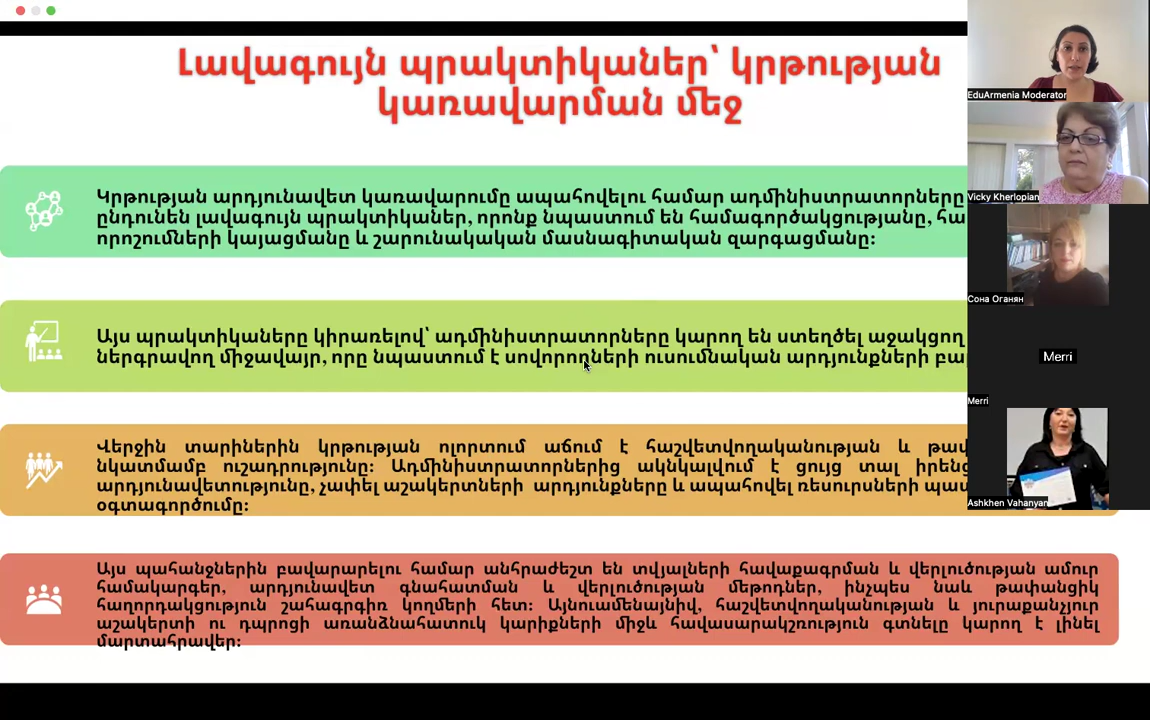 Լավագույն պրակտիկաներ՝ կրթության
կառավարման մեջ
Կրթության արդյունավետ կառավարումը ապահովելու համար ադմինիստրատորները
ընդունեն լավագույն պրակտիկաներ, որոնք նպաստում են համագործակցությանը, հա
որոշումների կայացմանը և շարունակական մասնագիտական զարգացմանը:
Այս պրակտիկաները կիրառելով՝ ադմինիստրատորները կարող են ստեղծել աջակցող
ներգրավող միջավայր, որը նպաստում է սովորողների ուսումնական արդյունքների բա
Վերջին տարիներին կրթության ոլորտում աճում է հաշվետվողականության և թավ
նկատմամբ ուշադրությունը: Ադմինիստրատորներից ակնկալվում է ցույց տալ իրենց
արդյունավետությունը, չափել աշակերտների արդյունքները և ապահովել ռեսուրսների պատ
օգտագործումը:
Այս պահանջներին բավարարելու համար անհրաժեշտ են տվյալների հավաքագրման և վերլուծության ամուր
համակարգեր, արդյունավետ գնահատման և վերլուծության մեթոդներ, ինչպես նաև թափանցիկ
հաղորդակցություն շահագրգիռ կողմերի հետ: Այնուամենայնիվ, հաշվետվողականության և յուրաքանչյուր
աշակերտի ու դպրոցի առանձնահատուկ կարիքների միջև հավասարակշռություն գտնելը կարող է լինել
մարտահրավեր:
EduArmenia Moderator
Vicky Kherlopian
Сона Оганян
Merri
Merri
Ashkhen Vahanyan